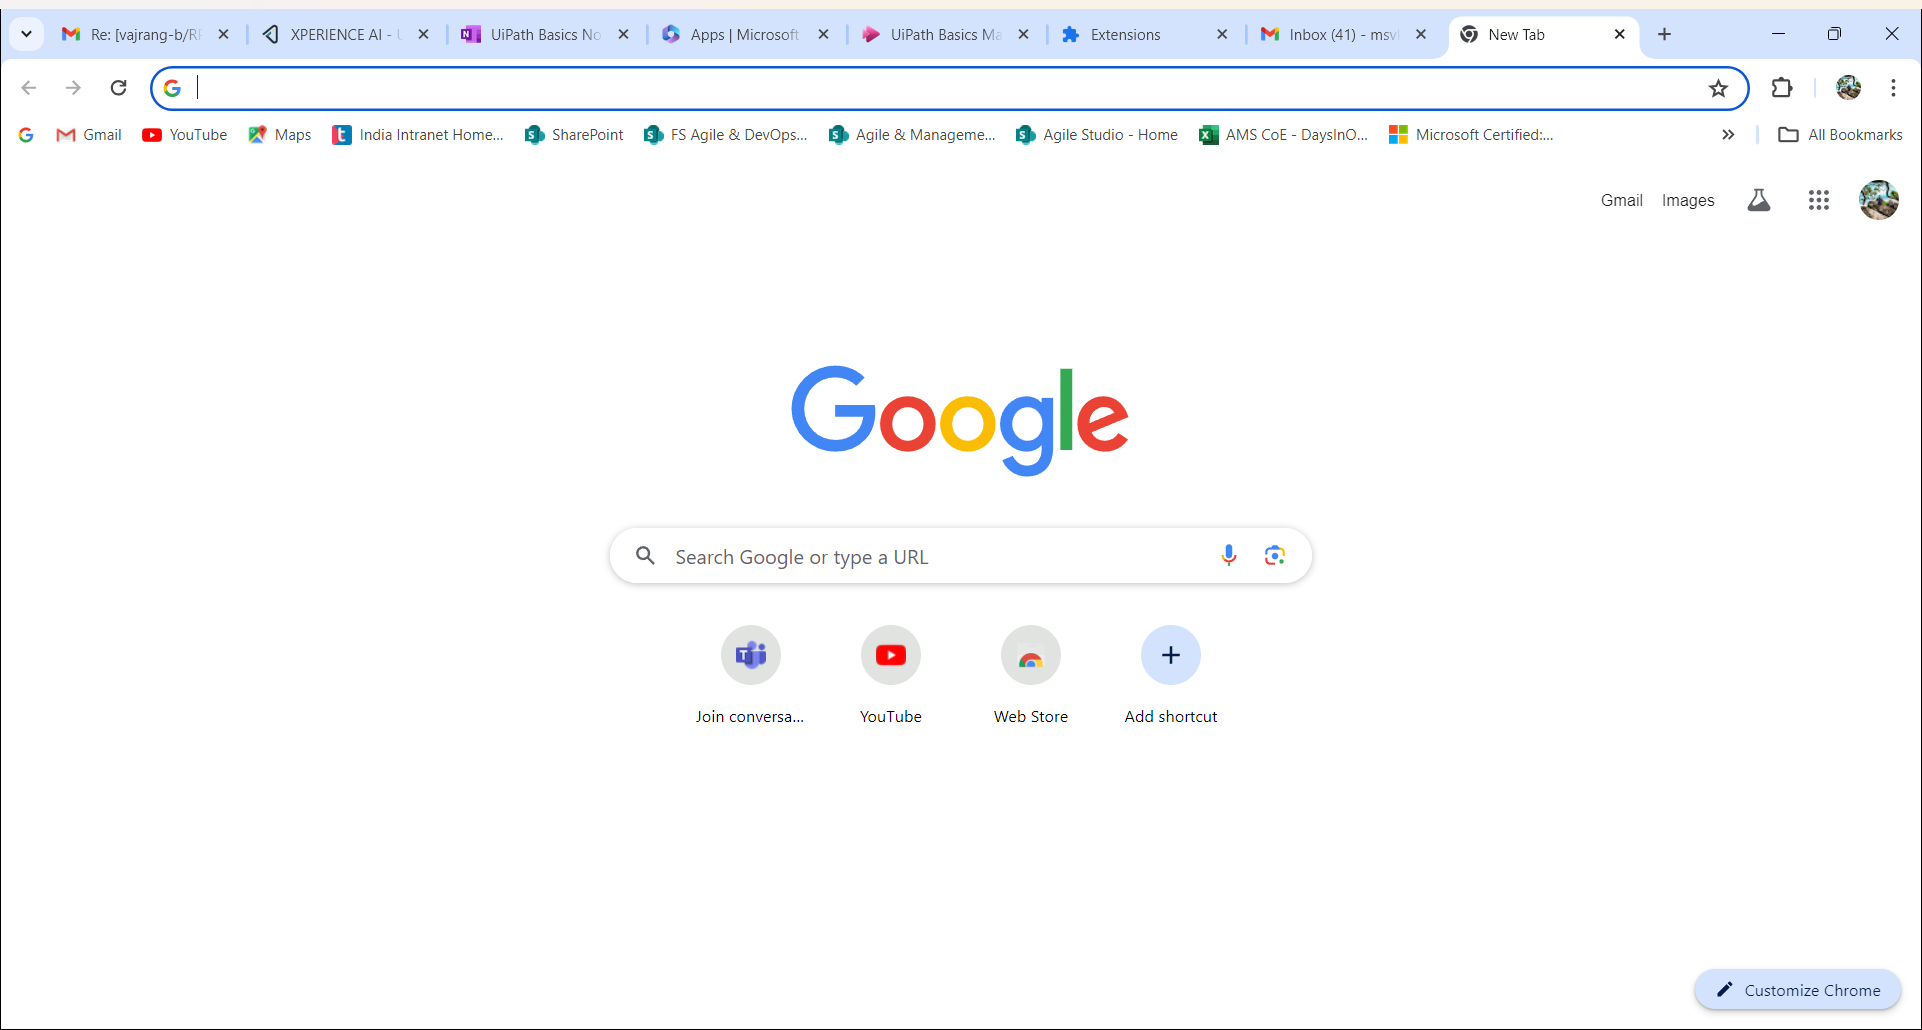 Re: [vajrang-b/RP XPERIENCE AI - U UiPath Basics No Apps | Microsoft UiPath Basics Ma Extensions Inbox (41) - msv New Tab
Gmail YouTube Maps India Intranet Home... SharePoint FS Agile & DevOps... Agile & Manageme... Agile Studio - Home AMS CoE - DaysInO... Microsoft Certified:... All Bookmarks
Gmail Images
Google
Search Google or type a URL
Join conversa... YouTube Web Store Add shortcut
Customize Chrome